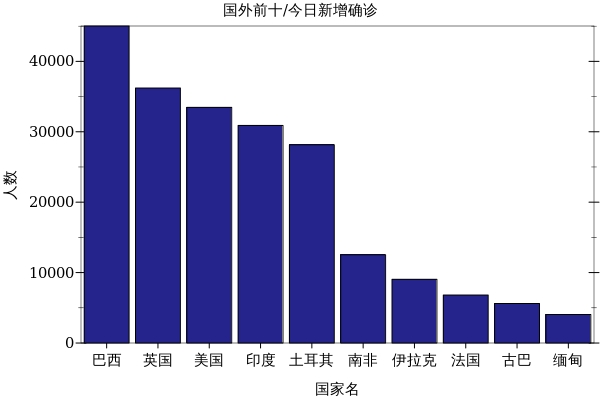 国外前十/今日新增确诊
人数
40000
30000
20000
10000
0
巴西 英国 美国 印度 土耳其 南非 伊拉克 法国 古巴 缅甸
国家名